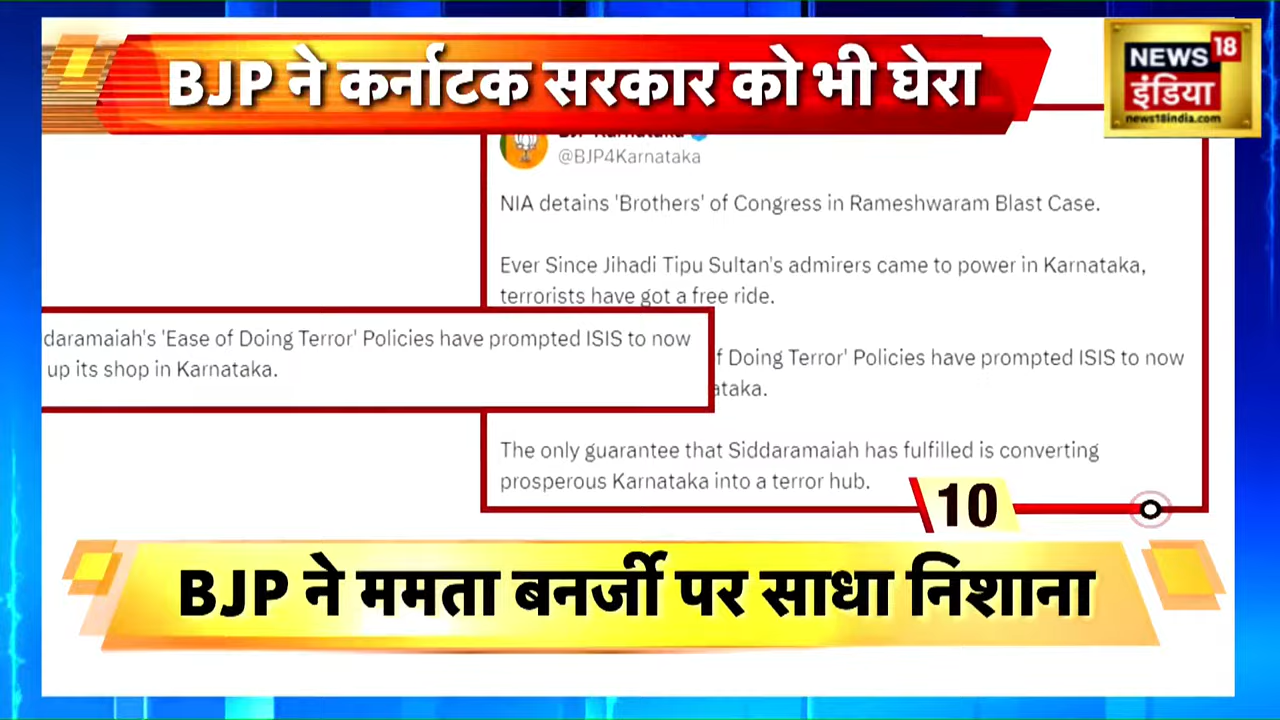 BJP ने कर्नाटक सरकार को भी घेरा
NEWS 18
इंडिया
news18india.com
@BJP4Karnataka
NIA detains 'Brothers' of Congress in Rameshwaram Blast Case.
Ever Since Jihadi Tipu Sultan's admirers came to power in Karnataka,
terrorists have got a free ride.
daramaiah's 'Ease of Doing Terror' Policies have prompted ISIS to now
up its shop in Karnataka.
f Doing Terror' Policies have prompted ISIS to now
ataka.
The only guarantee that Siddaramaiah has fulfilled is converting
prosperous Karnataka into a terror hub.
10
BJP ने ममता बनर्जी पर साधा निशाना